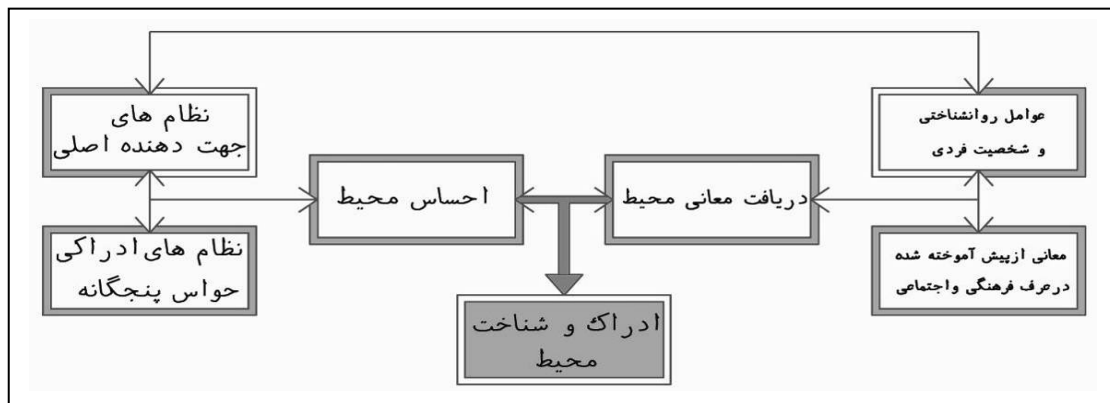 عوامل روانشناختی
و شخصیت فردی
نظام های
جهت دهنده اصلی
دریافت معانی محیط
احساس محیط
معانی ازپیش آموخته شده
درعرف فرهنگی واجتماعی
نظام های ادراکی
حواس پنجگانه
ادراک و شناخت
محیط